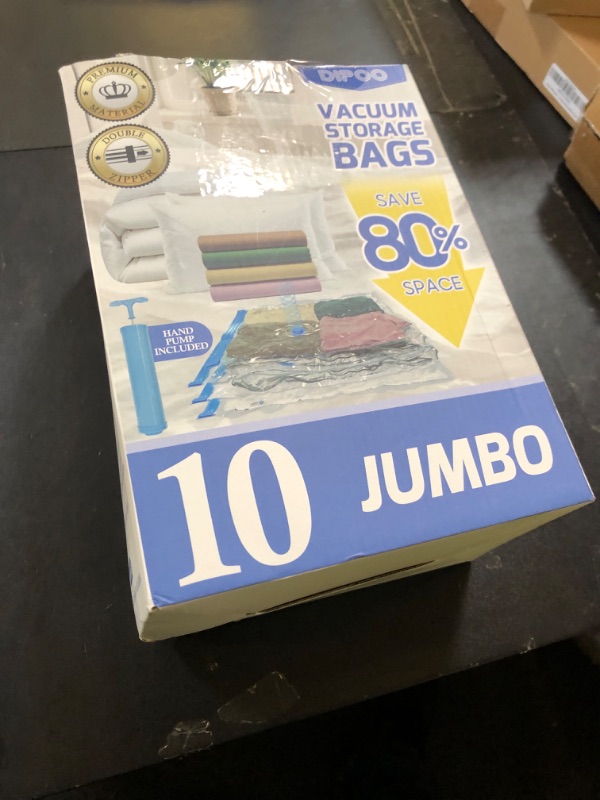 PREMIUM
MATERIAL
DOUBLE
ZIPPER
DIPOO
VACUUM
STORAGE
BAGS
SAVE
80%
SPACE
HAND
PUMP
INCLUDED
10 JUMBO